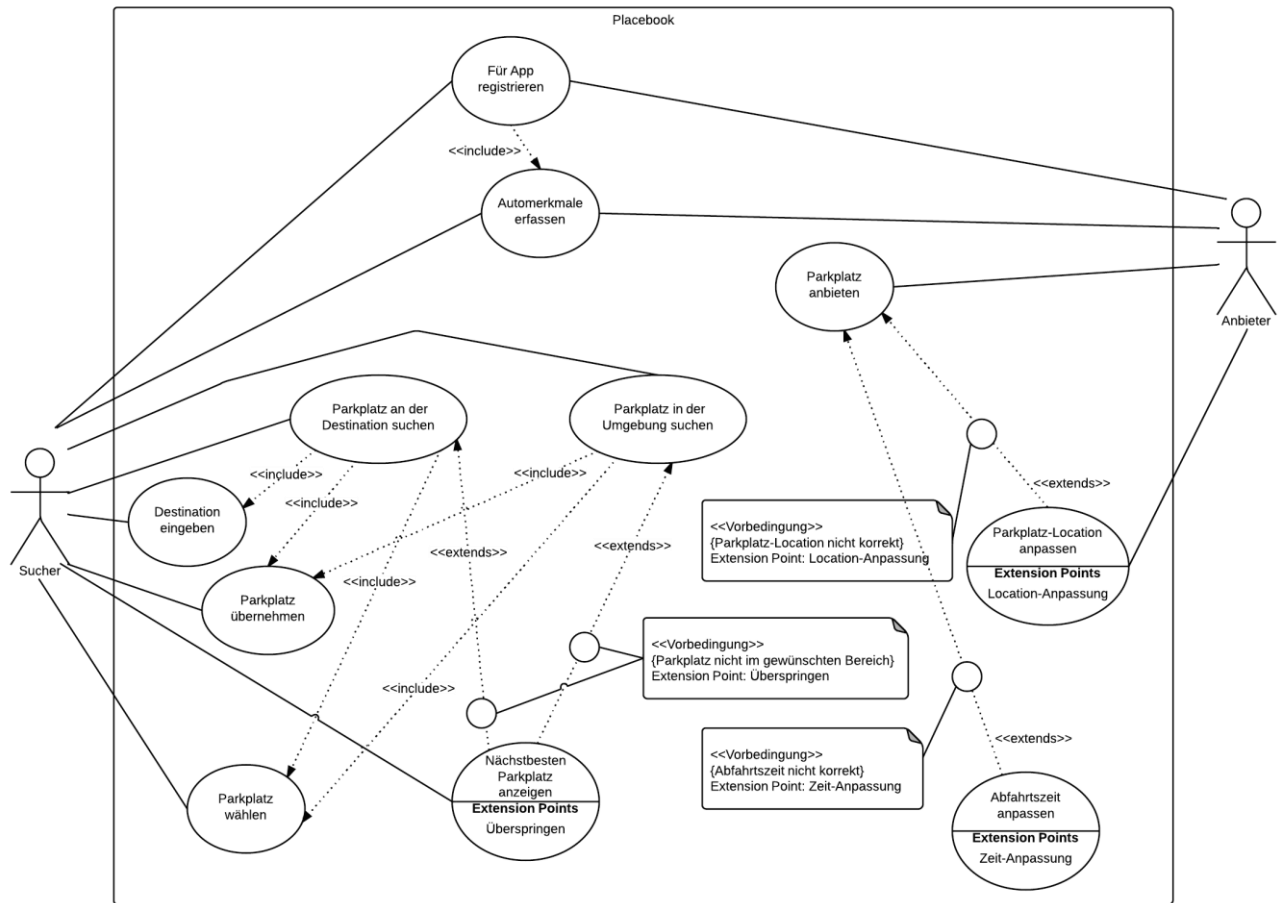 Placebook
Für App
registrieren
<<include>>
Automerkmale
erfassen
Parkplatz
anbieten
Anbieter
Parkplatz an der
Destination suchen
Parkplatz in der
Umgebung suchen
<<include>>
<<include>>
<<include>>
Destination
eingeben
Sucher
<<extends>>
<<extends>>
<<include>>
Parkplatz
übernehmen
<<extends>>
<<Vorbedingung>>
{Parkplatz-Location nicht korrekt}
Extension Point: Location-Anpassung
Parkplatz-Location
anpassen
Extension Points
Location-Anpassung
<<Vorbedingung>>
{Parkplatz nicht im gewünschten Bereich}
Extension Point: Überspringen
<<include>>
<<Vorbedingung>>
{Abfahrtszeit nicht korrekt}
Extension Point: Zeit-Anpassung
<<extends>>
Parkplatz
wählen
Nächstbesten
Parkplatz
anzeigen
Extension Points
Überspringen
Abfahrtszeit
anpassen
Extension Points
Zeit-Anpassung